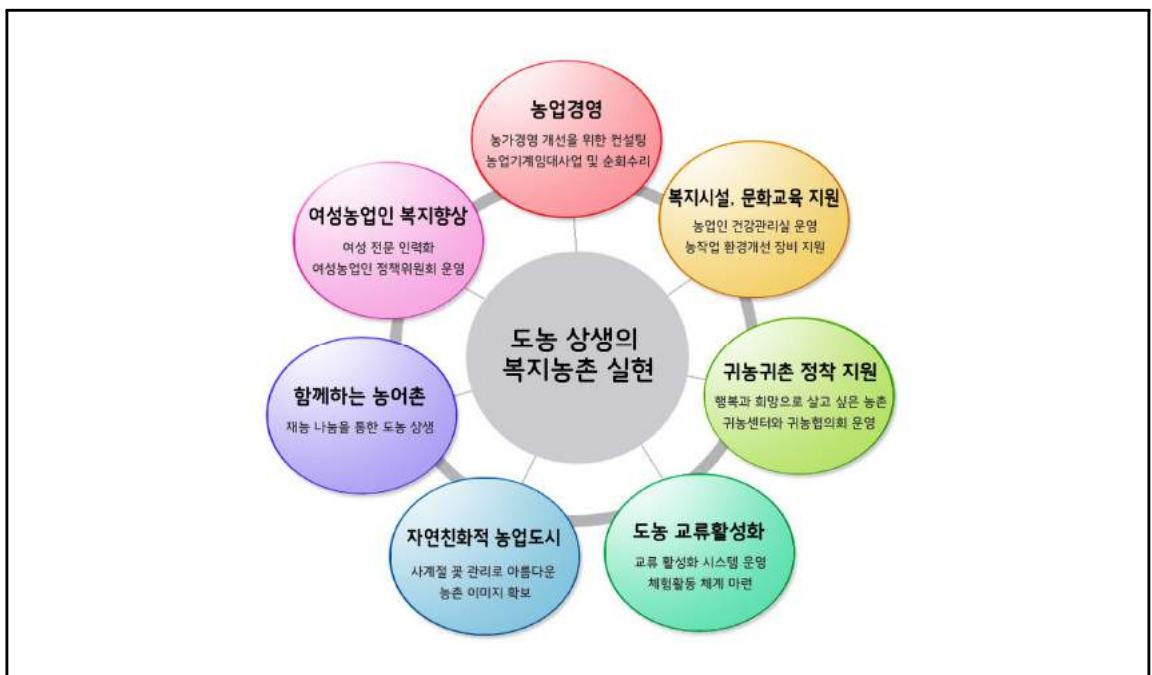 농업경영
농가경영 개선을 위한 컨설팅
농업기계임대사업 및 순회수리
복지시설, 문화교육 지원
농업인 건강관리실 운영
농작업 환경개선 장비 지원
귀농귀촌 정착 지원
행복과 희망으로 살고 싶은 농촌
귀농센터와 귀농협의회 운영
도농 교류활성화
교류 활성화 시스템 운영
체험활동 체계 마련
자연친화적 농업도시
사계절 꽃 관리로 아름다운
농촌 이미지 확보
함께하는 농어촌
재능 나눔을 통한 도농 상생
여성농업인 복지향상
여성 전문 인력화
여성농업인 정책위원회 운영
도농 상생의
복지농촌 실현